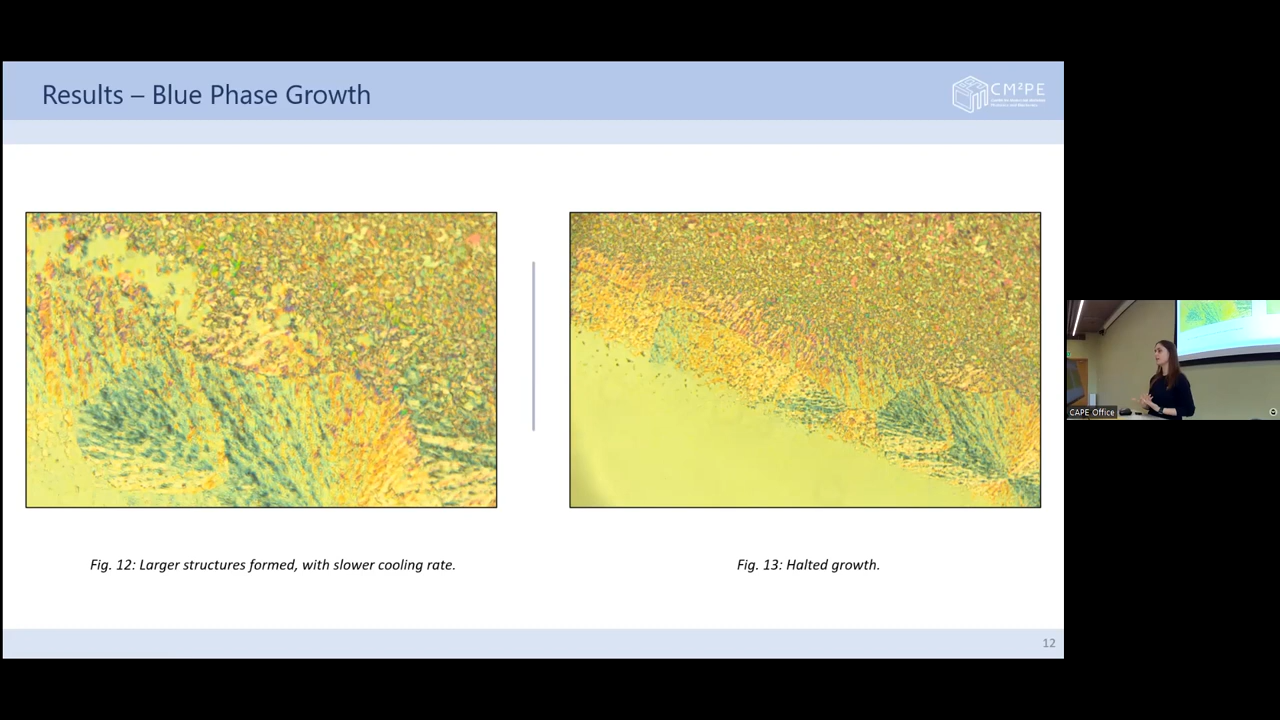 Results – Blue Phase Growth
CM²PE
Fig. 12: Larger structures formed, with slower cooling rate.
Fig. 13: Halted growth.
CAPE Office
12